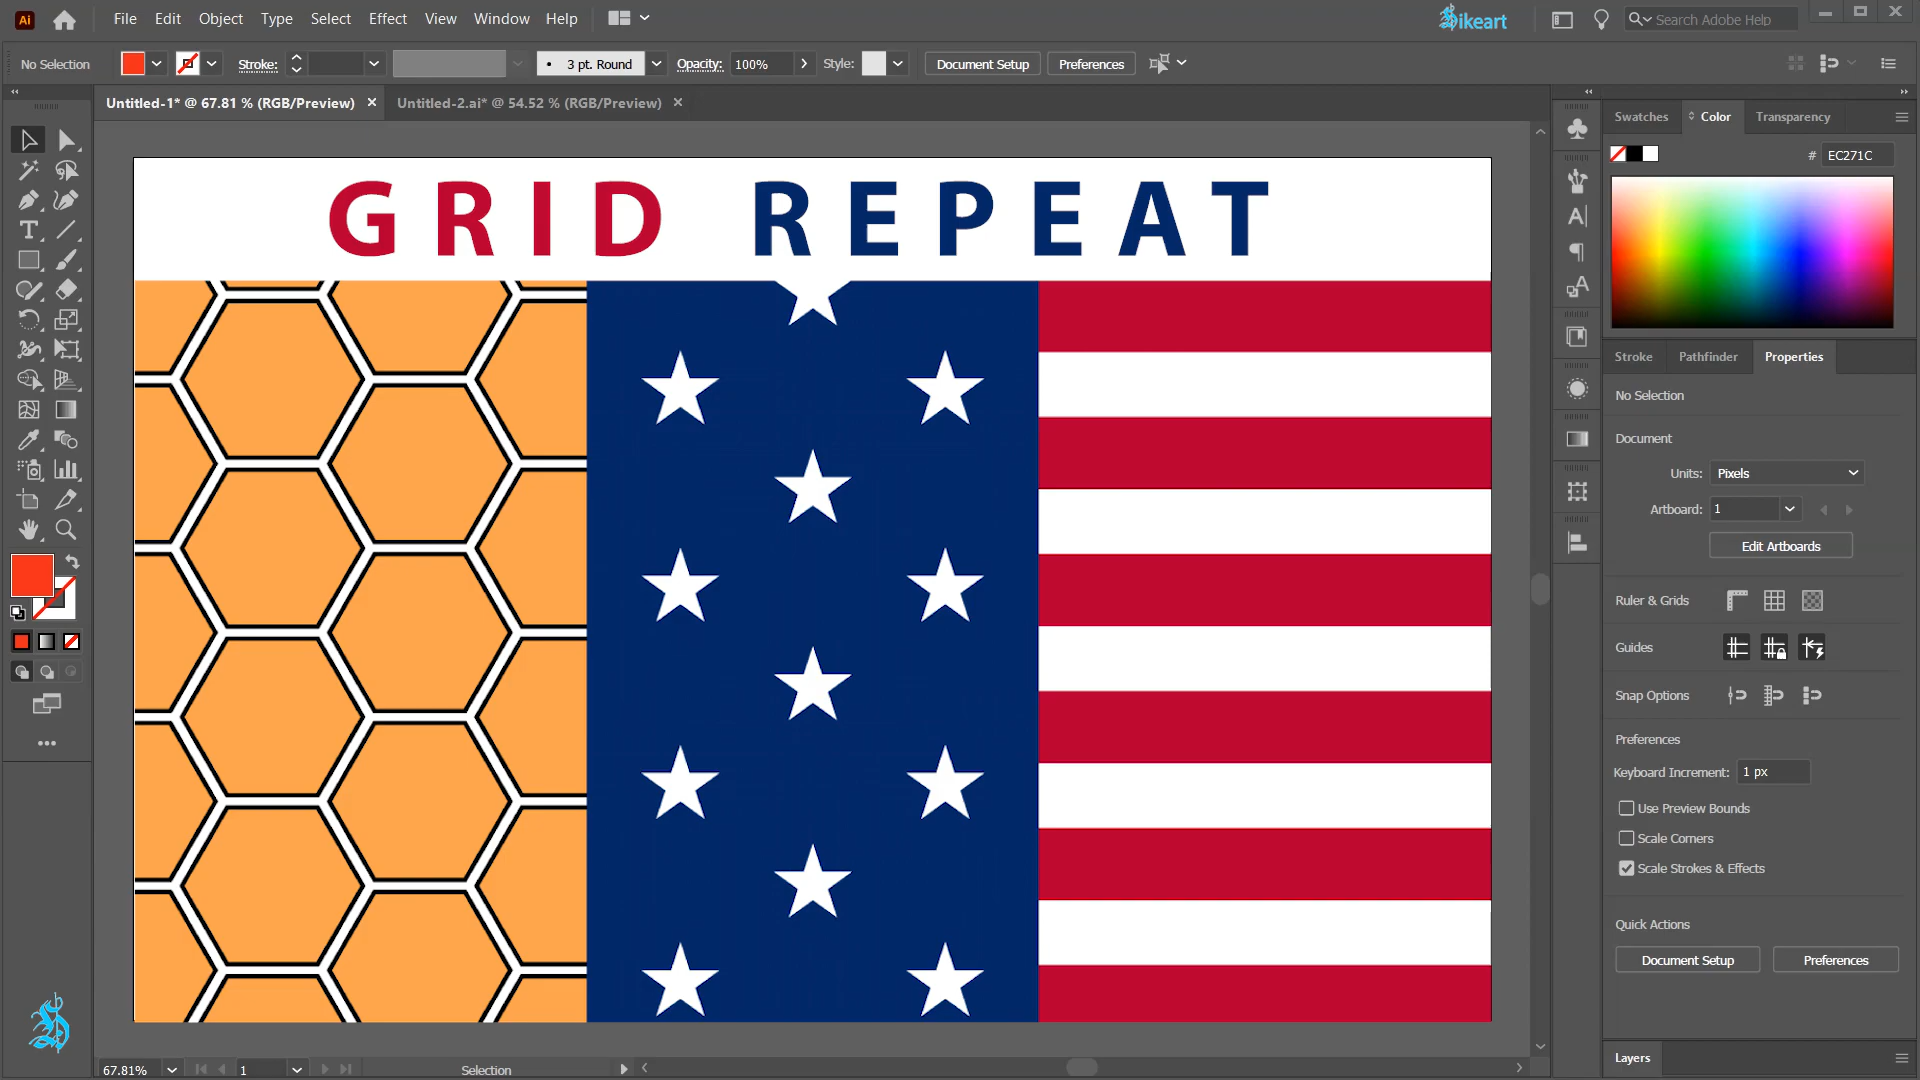 Ai File Edit Object Type Select Effect View Window Help Sikeart Search Adobe Help
No Selection Stroke: 3 pt. Round Opacity: 100% Style: Document Setup Preferences
Untitled-1* @ 67.81 % (RGB/Preview) × Untitled-2.ai* @ 54.52 % (RGB/Preview) ×
Swatches Color Transparency
# EC271C
GRID REPEAT
Stroke Pathfinder Properties
No Selection
Document
Units: Pixels
Artboard: 1
Edit Artboards
Ruler & Grids
Guides
Snap Options
Preferences
Keyboard Increment: 1 px
Use Preview Bounds
Scale Corners
Scale Strokes & Effects
Quick Actions
Document Setup Preferences
Layers
67.81% 1 Selection